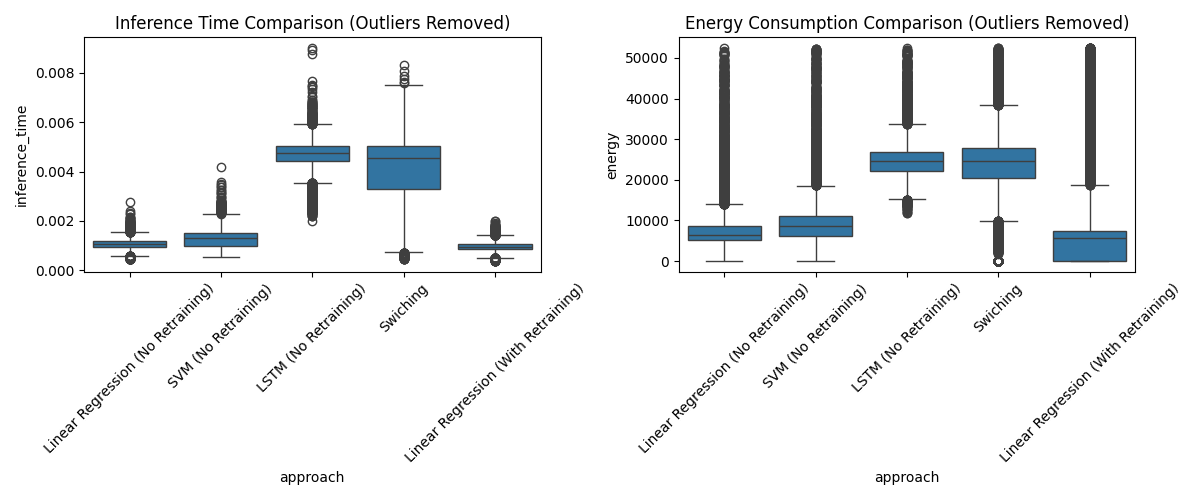 Inference Time Comparison (Outliers Removed)
inference_time
0.008
0.006
0.004
0.002
0.000
Linear Regression (No Retraining)
SVM (No Retraining)
LSTM (No Retraining)
Swiching
Linear Regression (With Retraining)
approach
Energy Consumption Comparison (Outliers Removed)
energy
50000
40000
30000
20000
10000
0
Linear Regression (No Retraining)
SVM (No Retraining)
LSTM (No Retraining)
Swiching
Linear Regression (With Retraining)
approach